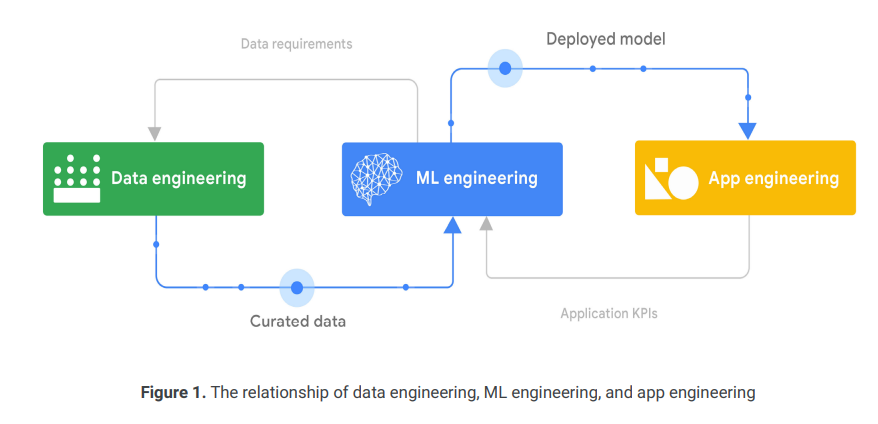 Data requirements
Deployed model
Data engineering
ML engineering
App engineering
Curated data
Application KPIs
Figure 1. The relationship of data engineering, ML engineering, and app engineering